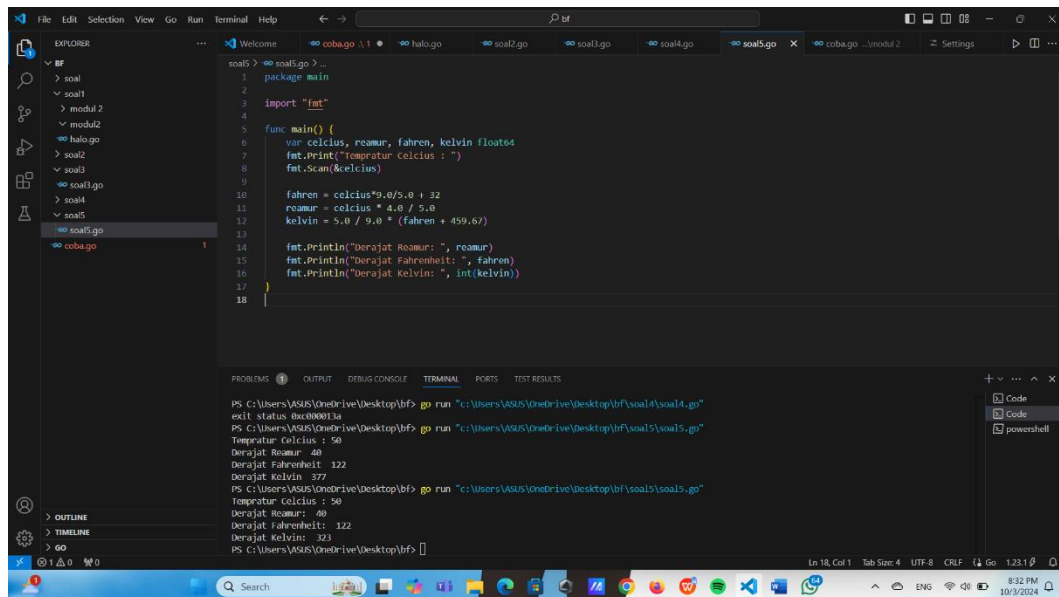 File Edit Selection View Go Run Terminal Help
bf
EXPLORER
Welcome
coba.go .\ 1
halo.go
soal2.go
soal3.go
soal4.go
soal5.go
coba.go ...\modul 2
Settings
BF
soal
soal1
modul 2
modul2
halo.go
soal2
soal3
soal3.go
soal4
soal5
soal5.go
coba.go 1
soal5 > soal5.go > ...
1 package main
2
3 import "fmt"
4
5 func main() {
6 var celcius, reamur, fahren, kelvin float64
7 fmt.Print("Tempratur Celcius : ")
8 fmt.Scan(&celcius)
9
10 fahren = celcius*9.0/5.0 + 32
11 reamur = celcius * 4.0 / 5.0
12 kelvin = 5.0 / 9.0 * (fahren + 459.67)
13
14 fmt.Println("Derajat Reamur: ", reamur)
15 fmt.Println("Derajat Fahrenheit: ", fahren)
16 fmt.Println("Derajat Kelvin: ", int(kelvin))
17 }
18
PROBLEMS 1 OUTPUT DEBUG CONSOLE TERMINAL PORTS TEST RESULTS
PS C:\Users\ASUS\OneDrive\Desktop\bf> go run "c:\Users\ASUS\OneDrive\Desktop\bf\soal4\soal4.go"
exit status 0xc000013a
PS C:\Users\ASUS\OneDrive\Desktop\bf> go run "c:\Users\ASUS\OneDrive\Desktop\bf\soal5\soal5.go"
Tempratur Celcius : 50
Derajat Reamur 40
Derajat Fahrenheit 122
Derajat Kelvin 377
PS C:\Users\ASUS\OneDrive\Desktop\bf> go run "c:\Users\ASUS\OneDrive\Desktop\bf\soal5\soal5.go"
Tempratur Celcius : 50
Derajat Reamur: 40
Derajat Fahrenheit: 122
Derajat Kelvin: 323
PS C:\Users\ASUS\OneDrive\Desktop\bf>
Code
Code
powershell
OUTLINE
TIMELINE
GO
1 0 0
Ln 18, Col 1 Tab Size: 4 UTF-8 CRLF Go 1.23.1
Search
ENG
8:32 PM
10/3/2024